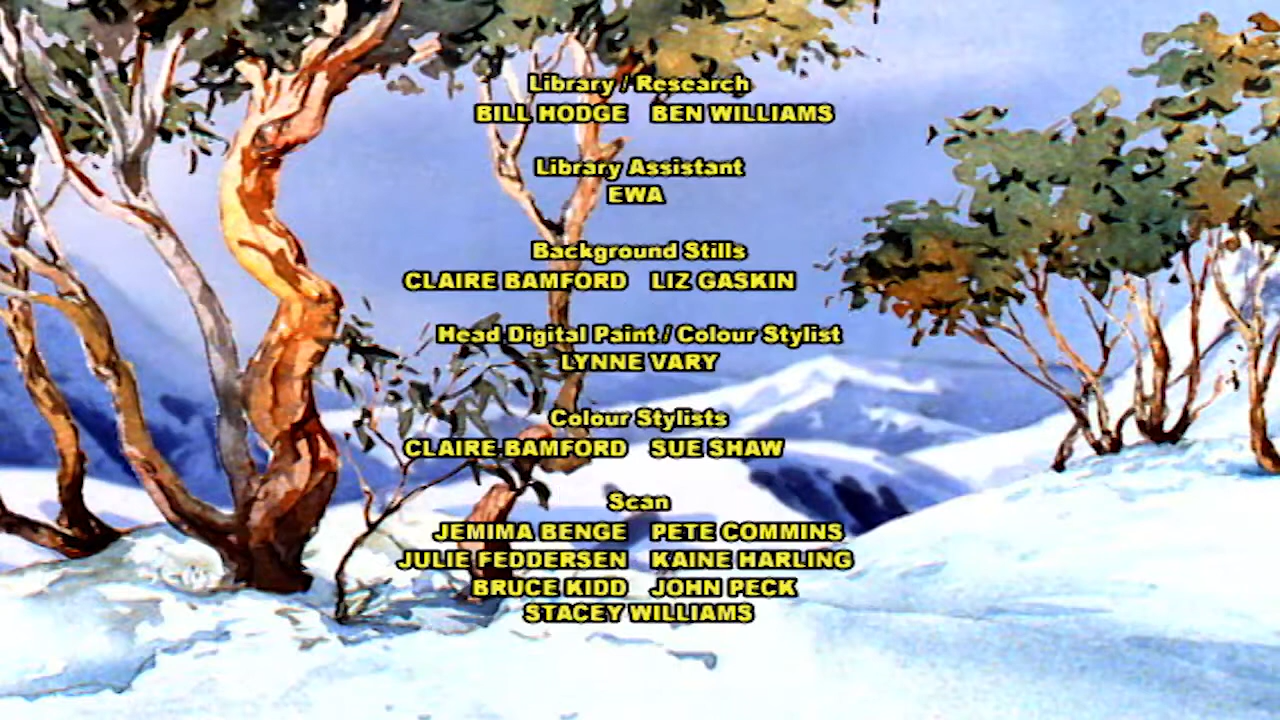 Library / Research
BILL HODGE BEN WILLIAMS
Library Assistant
EWA
Background Stills
CLAIRE BAMFORD LIZ GASKIN
Head Digital Paint / Colour Stylist
LYNNE VARY
Colour Stylists
CLAIRE BAMFORD SUE SHAW
Scan
JEMIMA BENGE PETE COMMINS
JULIE FEDDERSEN KAINE HARLING
BRUCE KIDD JOHN PECK
STACEY WILLIAMS